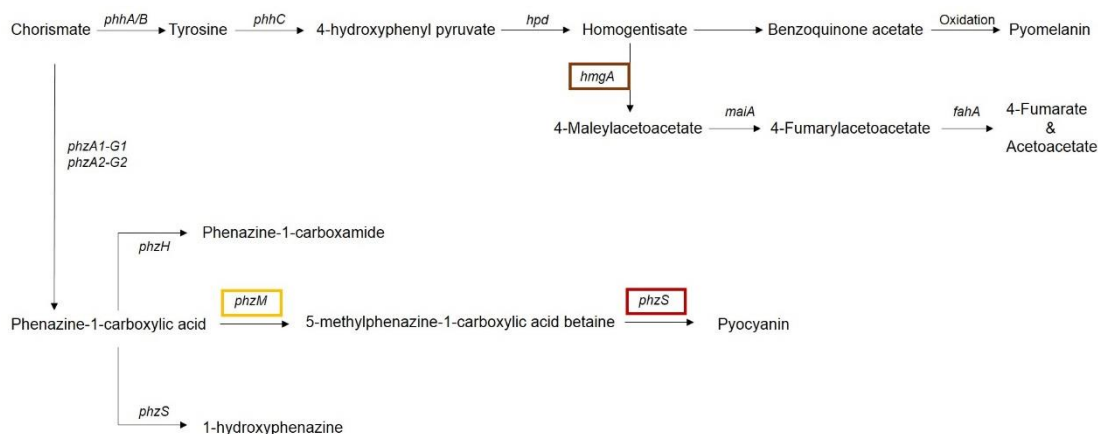 Chorismate phhA/B Tyrosine phhC 4-hydroxyphenyl pyruvate hpd Homogentisate Benzoquinone acetate Oxidation Pyomelanin
hmgA
4-Maleylacetoacetate maiA 4-Fumarylacetoacetate fahA 4-Fumarate
&
Acetoacetate
phzA1-G1
phzA2-G2
Phenazine-1-carboxamide
phzH
Phenazine-1-carboxylic acid phzM 5-methylphenazine-1-carboxylic acid betaine phzS Pyocyanin
phzS
1-hydroxyphenazine